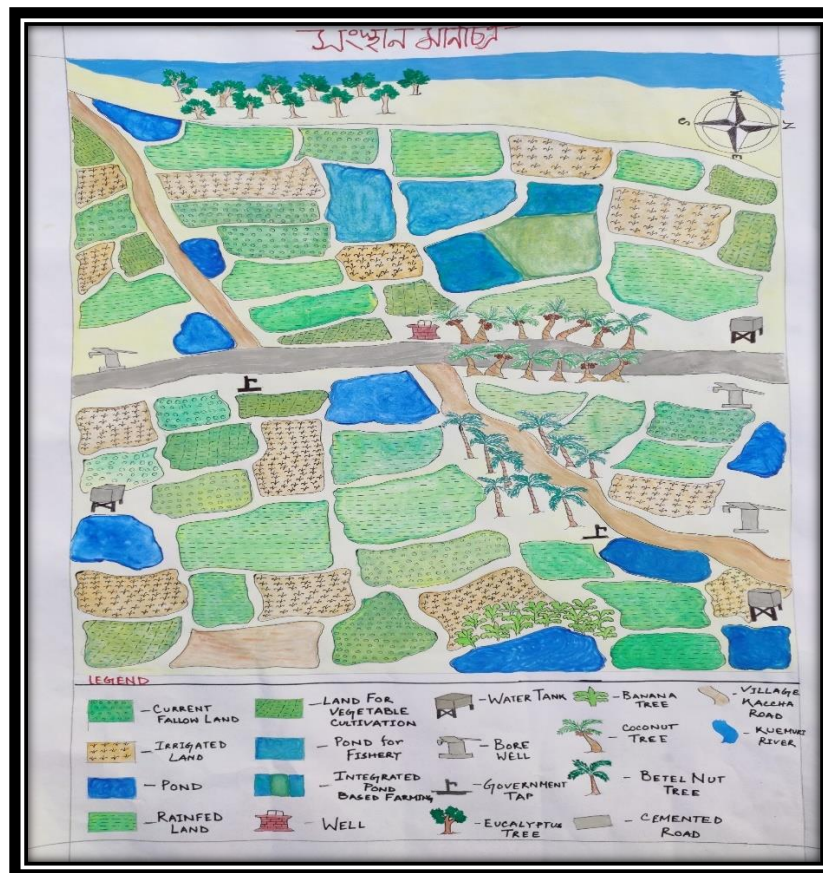 সংস্থান মানচিত্র
N
S
W
E
LEGEND
- CURRENT FALLOW LAND
- IRRIGATED LAND
- POND
- RAINFED LAND
- LAND FOR VEGETABLE CULTIVATION
- POND FOR FISHERY
- INTEGRATED POND BASED FARMING
- WELL
- WATER TANK
- BORE WELL
- GOVERNMENT TAP
- EUCALYPTUS TREE
- BANANA TREE
- COCONUT TREE
- BETEL NUT TREE
- CEMENTED ROAD
- VILLAGE KACCHA ROAD
- KUEMURI RIVER